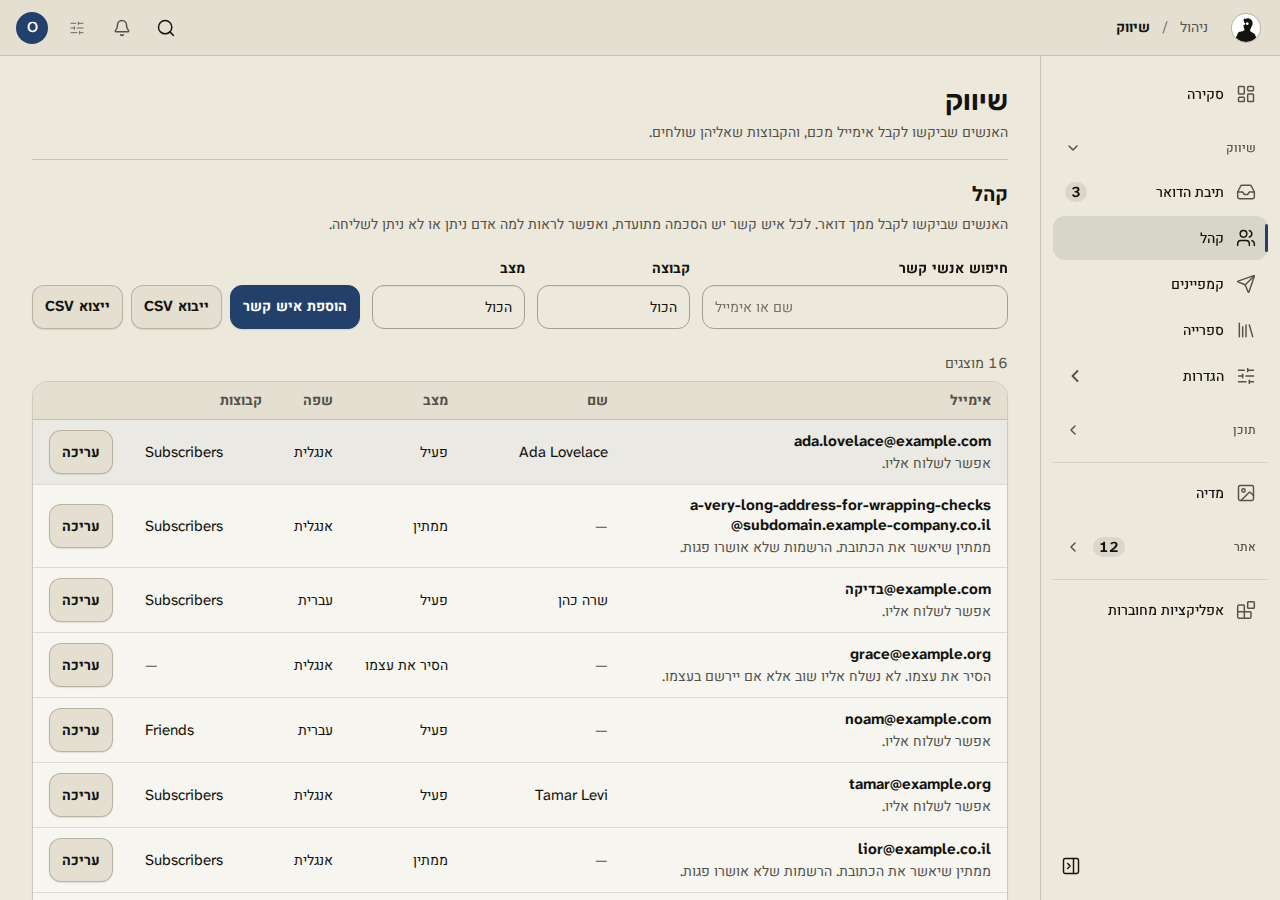 ניהול / שיווק
O
סקירה
שיווק
תיבת הדואר 3
קהל
קמפיינים
ספרייה
הגדרות
תוכן
מדיה
אתר 12
אפליקציות מחוברות
שיווק
האנשים שביקשו לקבל אימייל מכם, והקבוצות שאליהן שולחים.
קהל
האנשים שביקשו לקבל ממך דואר. לכל איש קשר יש הסכמה מתועדת, ואפשר לראות למה אדם ניתן או לא ניתן לשליחה.
חיפוש אנשי קשר קבוצה מצב
שם או אימייל הכול הכול הוספת איש קשר ייבוא CSV ייצוא CSV
16 מוצגים
אימייל שם מצב שפה קבוצות
ada.lovelace@example.com Ada Lovelace פעיל אנגלית Subscribers עריכה
אפשר לשלוח אליו.
a-very-long-address-for-wrapping-checks
@subdomain.example-company.co.il — ממתין אנגלית Subscribers עריכה
ממתין שיאשר את הכתובת. הרשמות שלא אושרו פגות.
בדיקה@example.com שרה כהן פעיל עברית Subscribers עריכה
אפשר לשלוח אליו.
grace@example.org — הסיר את עצמו אנגלית — עריכה
הסיר את עצמו. לא נשלח אליו שוב אלא אם יירשם בעצמו.
noam@example.com — פעיל עברית Friends עריכה
אפשר לשלוח אליו.
tamar@example.org Tamar Levi פעיל אנגלית Subscribers עריכה
אפשר לשלוח אליו.
lior@example.co.il — ממתין אנגלית Subscribers עריכה
ממתין שיאשר את הכתובת. הרשמות שלא אושרו פגות.